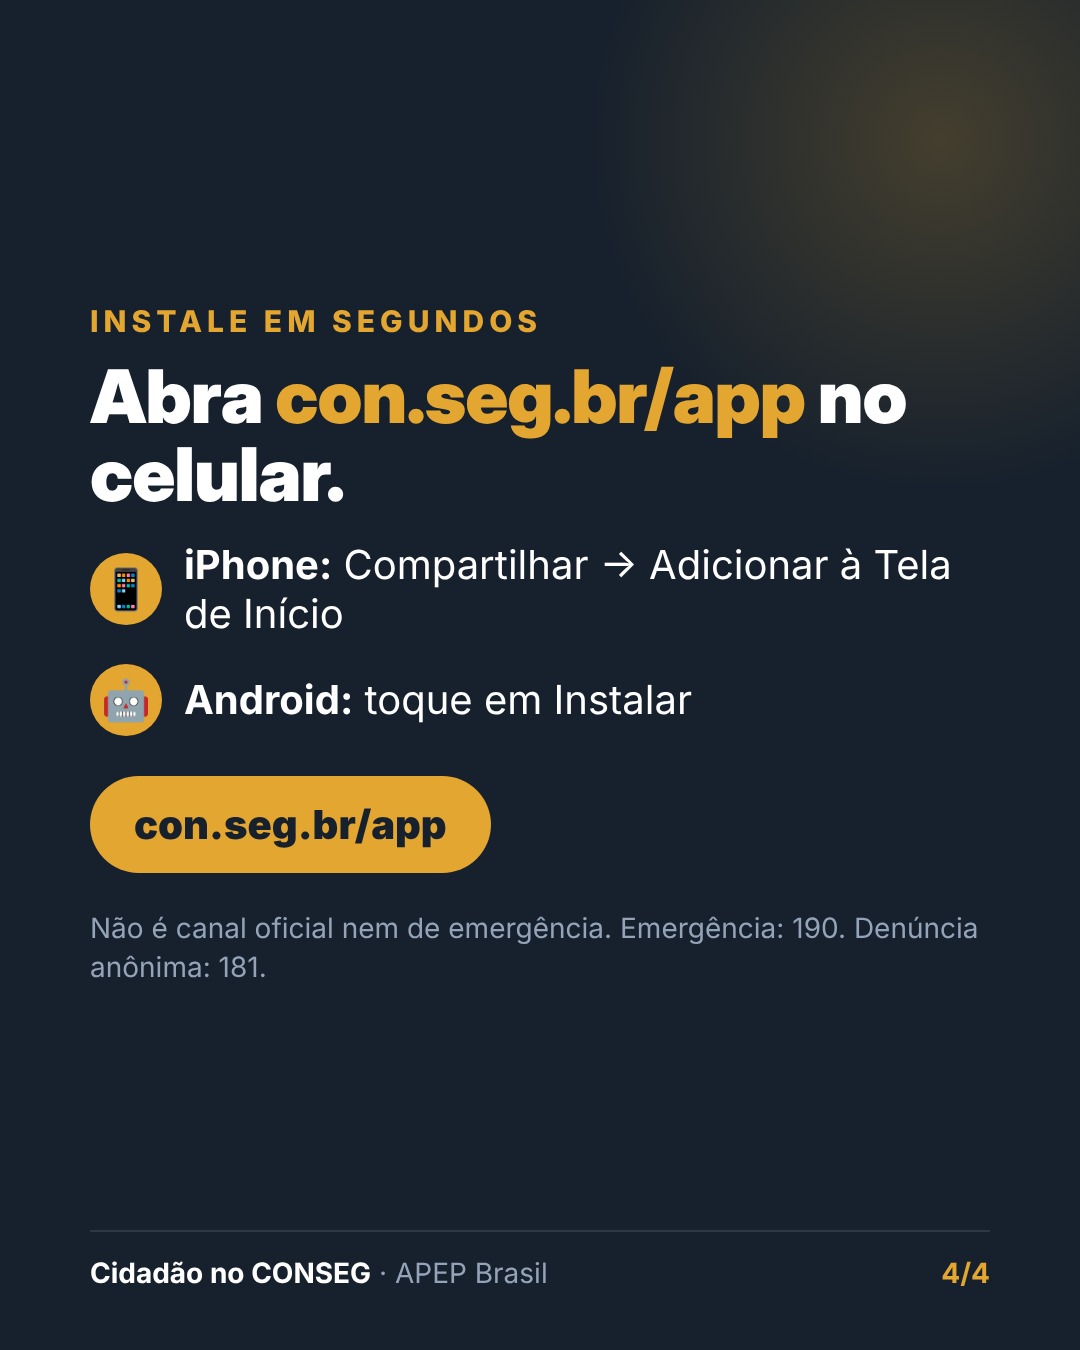 INSTALE EM SEGUNDOS
Abra con.seg.br/app no
celular.
iPhone: Compartilhar → Adicionar à Tela
de Início
Android: toque em Instalar
con.seg.br/app
Não é canal oficial nem de emergência. Emergência: 190. Denúncia
anônima: 181.
Cidadão no CONSEG · APEP Brasil
4/4